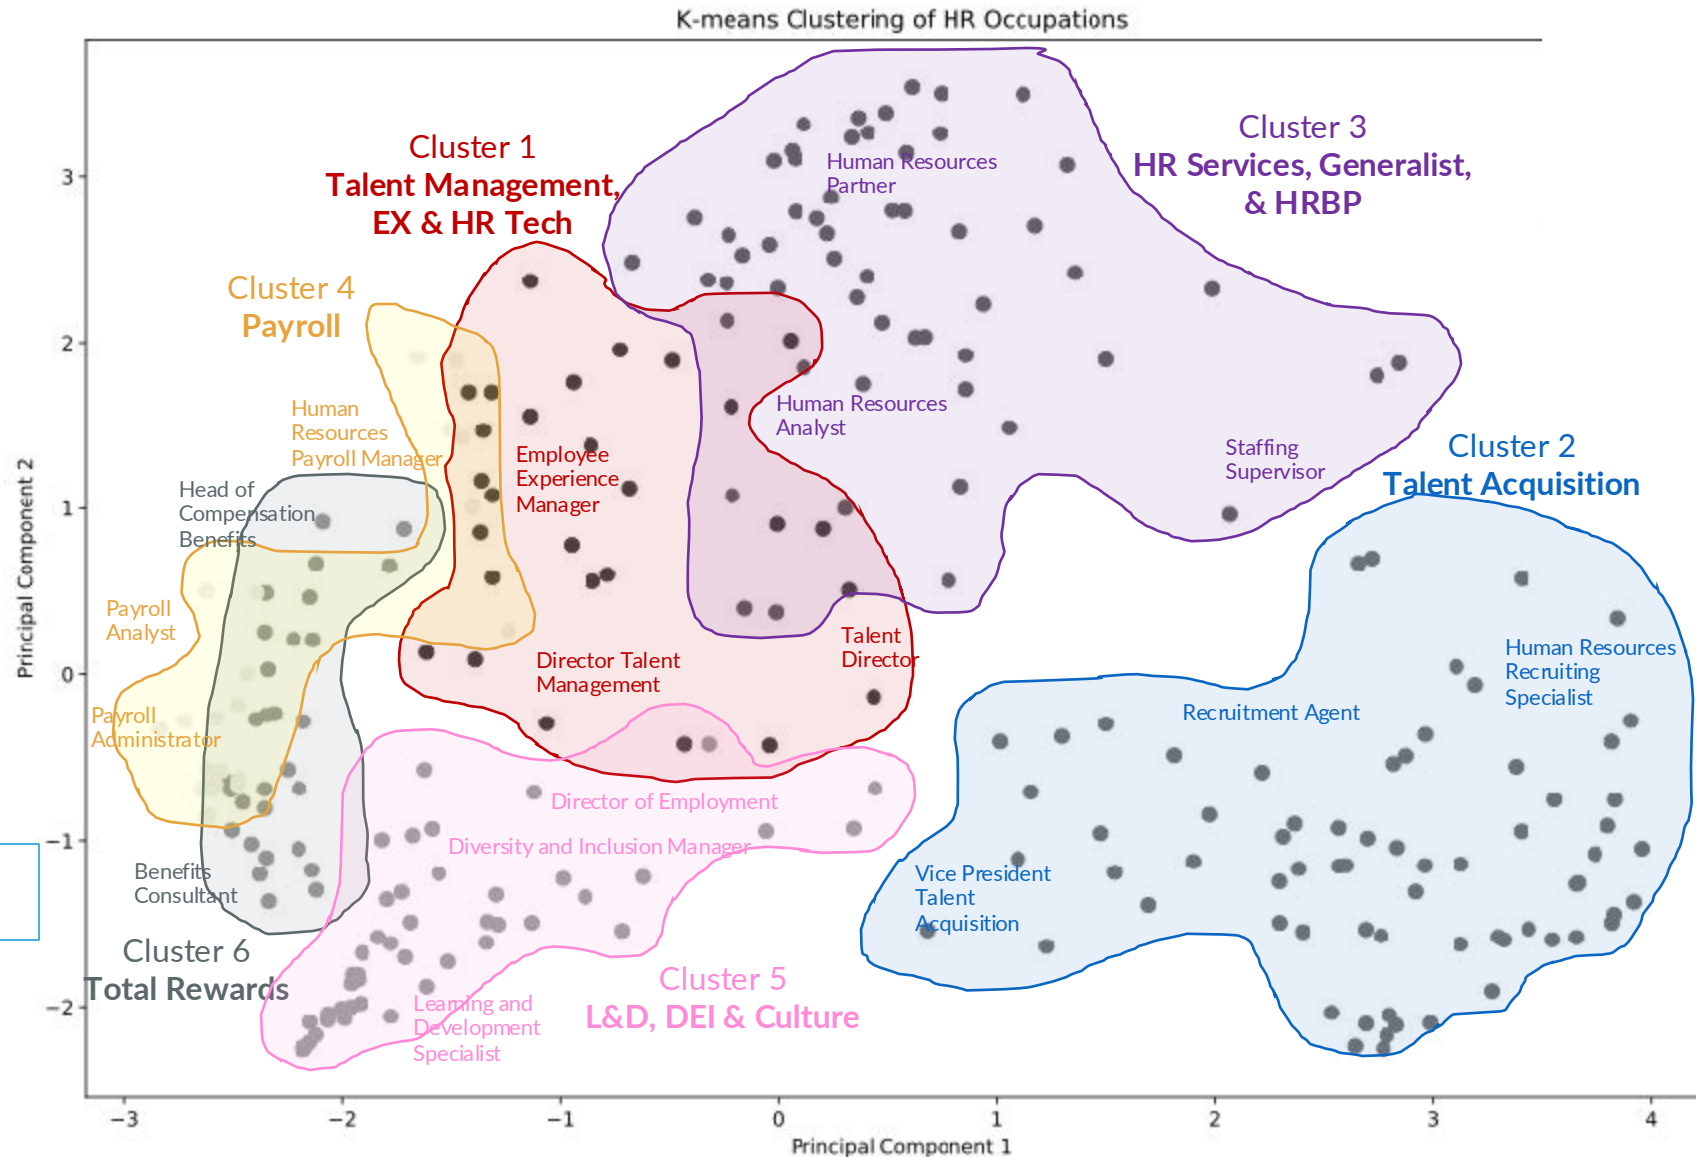 K-means Clustering of HR Occupations
Cluster 1
Talent Management,
EX & HR Tech
Cluster 3
HR Services, Generalist,
& HRBP
Human Resources
Partner
Cluster 4
Payroll
Human
Resources
Payroll Manager
Human Resources
Analyst
Staffing
Supervisor
Cluster 2
Talent Acquisition
Employee
Experience
Manager
Head of
Compensation
Benefits
Payroll
Analyst
Talent
Director
Director Talent
Management
Human Resources
Recruiting
Specialist
Recruitment Agent
Payroll
Administrator
Director of Employment
Diversity and Inclusion Manager
Benefits
Consultant
Vice President
Talent
Acquisition
Cluster 6
Total Rewards
Cluster 5
L&D, DEI & Culture
Learning and
Development
Specialist
Principal Component 2
3
2
1
0
−1
−2
−3
−2
−1
0
1
2
3
4
Principal Component 1